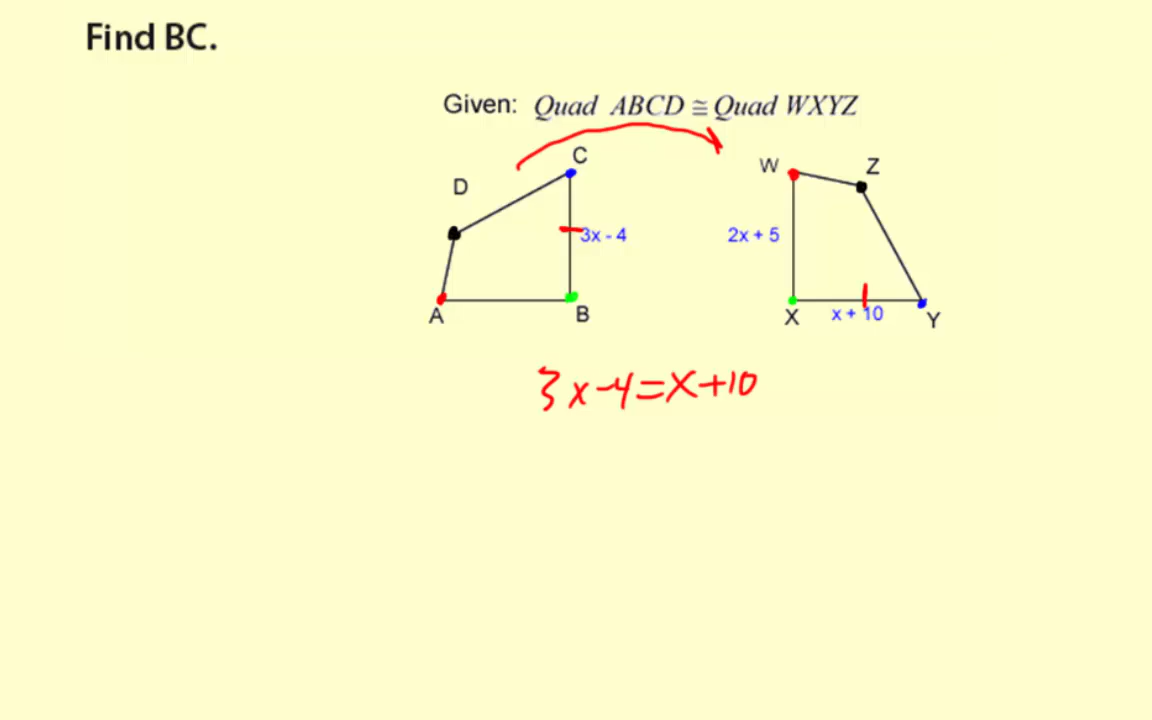 Find BC.
Given: Quad ABCD ≅ Quad WXYZ
C
W
Z
D
3x - 4
2x + 5
A
B
X
x + 10
Y
3x-4=x+10